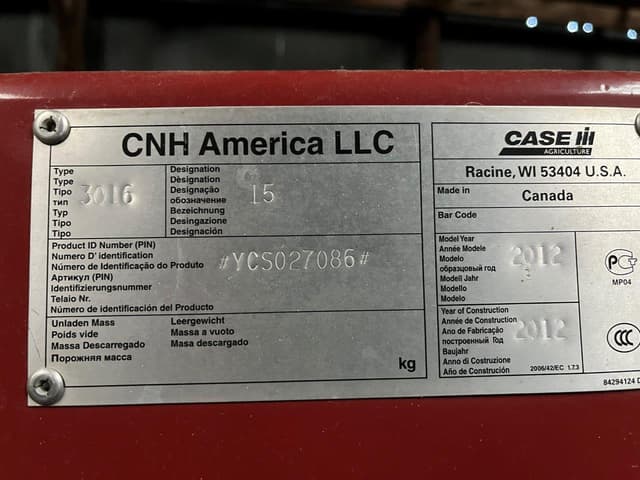 CNH America LLC
Type
Type
Tipo
тип
Typ
Tipo
Tipo
3016
Designation
Dèsignation
Designação
обозначение
Bezeichnung
Desingazione
Designación
15
Product ID Number (PIN)
Numero D' identification
Número de Identificação do Produto
Артикул (PIN)
Identifizierungsnummer
Telaio Nr.
Número de identificación del Producto
#YCS027086#
Unladen Mass
Poids vide
Massa Descarregado
Порожняя масса
Leergewicht
Massa a vuoto
Masa descargado
kg
CASE IH
AGRICULTURE
Racine, WI 53404 U.S.A.
Made in
Canada
Bar Code
Model Year
Année Modele
Modelo
образцовый год
Modell Jahr
Modello
Modelo
2012
Year of Construction
Année de Construction
Ano de Fabricação
построенный Год
Baujahr
Anno di Costruzione
Año de Construción
2012
2006/42/EC 1.7.3
РСТ
MP04
CCC
84294124 D